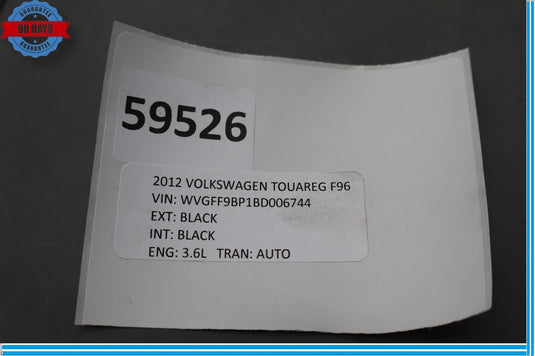 GUARANTEE
90 DAYS
GUARANTEE
59526
2012 VOLKSWAGEN TOUAREG F96
VIN: WVGFF9BP1BD006744
EXT: BLACK
INT: BLACK
ENG: 3.6L TRAN: AUTO